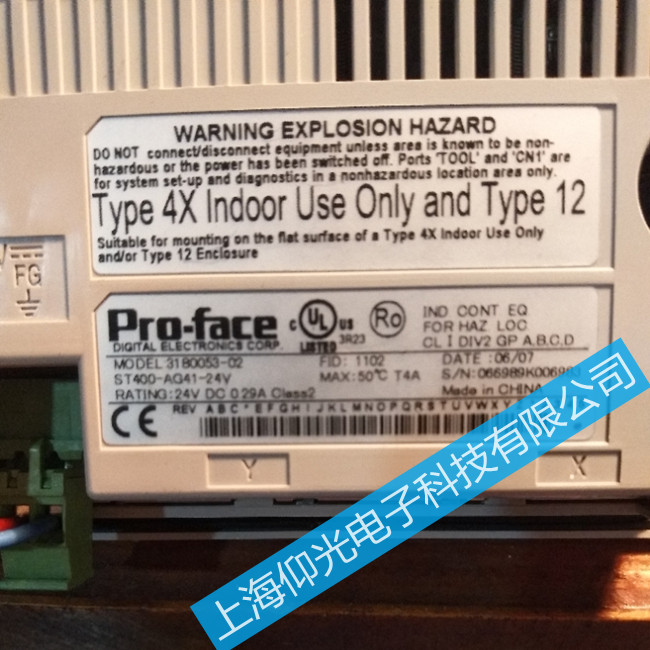 WARNING EXPLOSION HAZARD
DO NOT connect/disconnect equipment unless area is known to be non-
hazardous or the power has been switched off. Ports 'TOOL' and 'CN1' are
for system set-up and diagnostics in a nonhazardous location area only.
Type 4X Indoor Use Only and Type 12
Suitable for mounting on the flat surface of a Type 4X Indoor Use Only
and/or Type 12 Enclosure
FG
Pro-face
DIGITAL ELECTRONICS CORP.
C UL US
LISTED 3R23
Ro
IND CONT EQ
FOR HAZ LOC
CL I DIV2 GP A,B,C,D
MODEL 3180053-02
FID: 1102
DATE : 06/07
ST400-AG41-24V
MAX: 50℃ T4A
S/N:
RATING: 24V DC 0.29A Class2
Made in CHINA
CE
REV A B C * E F G H I J K L M N O P Q R S T U V W X Y
Y
X
上海仰光电子科技有限公司